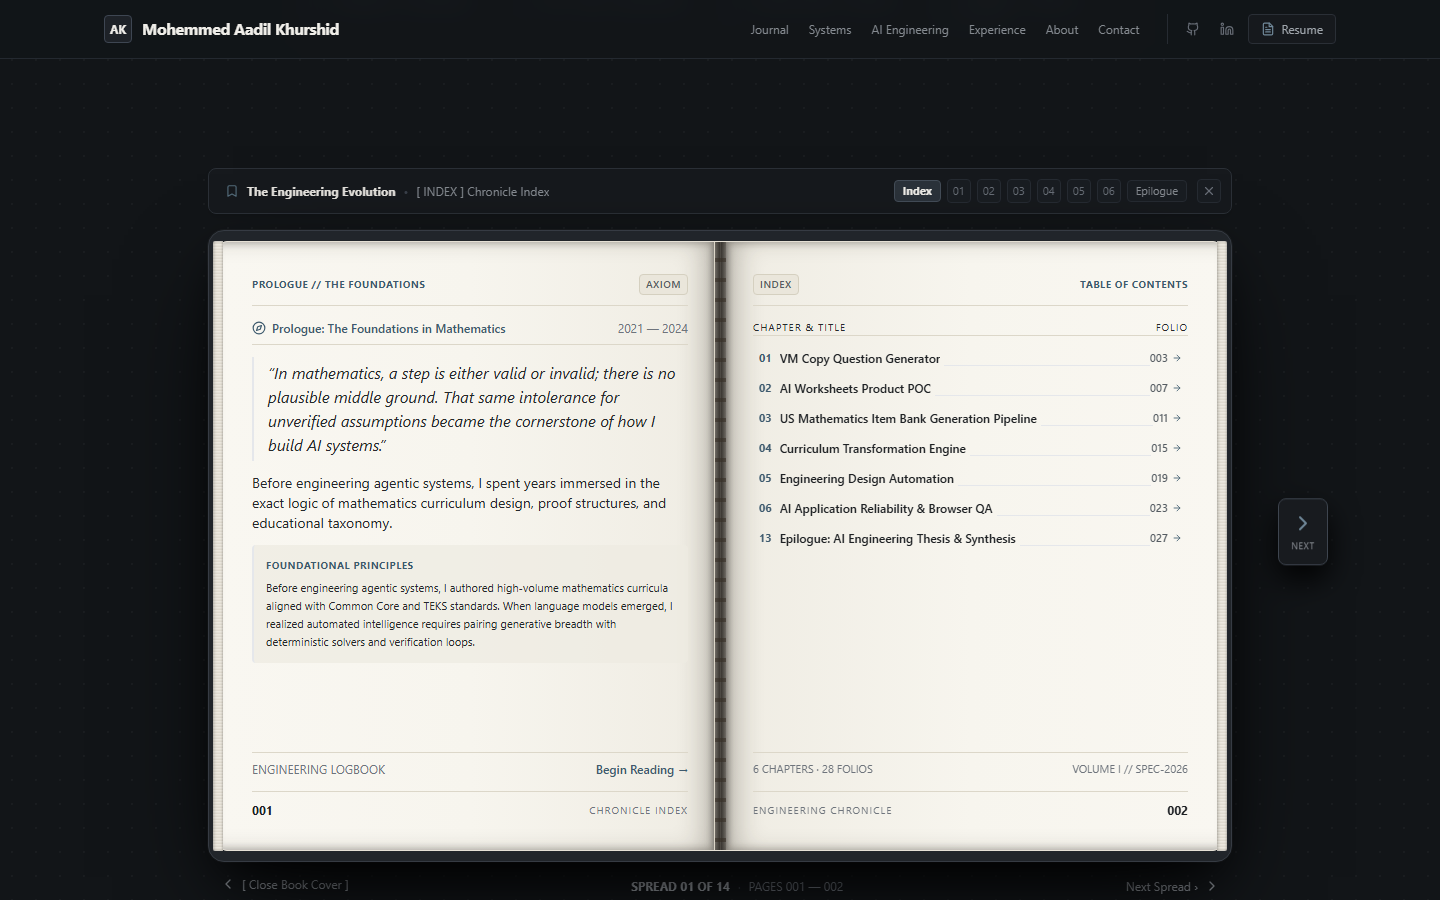 AK Mohemmed Aadil Khurshid
Journal Systems AI Engineering Experience About Contact Resume
The Engineering Evolution • [ INDEX ] Chronicle Index
Index 01 02 03 04 05 06 Epilogue
PROLOGUE // THE FOUNDATIONS AXIOM
Prologue: The Foundations in Mathematics 2021 — 2024
“In mathematics, a step is either valid or invalid; there is no
plausible middle ground. That same intolerance for
unverified assumptions became the cornerstone of how I
build AI systems.”
Before engineering agentic systems, I spent years immersed in the
exact logic of mathematics curriculum design, proof structures, and
educational taxonomy.
FOUNDATIONAL PRINCIPLES
Before engineering agentic systems, I authored high-volume mathematics curricula
aligned with Common Core and TEKS standards. When language models emerged, I
realized automated intelligence requires pairing generative breadth with
deterministic solvers and verification loops.
ENGINEERING LOGBOOK Begin Reading →
001 CHRONICLE INDEX
INDEX TABLE OF CONTENTS
CHAPTER & TITLE FOLIO
01 VM Copy Question Generator 003 →
02 AI Worksheets Product POC 007 →
03 US Mathematics Item Bank Generation Pipeline 011 →
04 Curriculum Transformation Engine 015 →
05 Engineering Design Automation 019 →
06 AI Application Reliability & Browser QA 023 →
13 Epilogue: AI Engineering Thesis & Synthesis 027 →
6 CHAPTERS · 28 FOLIOS VOLUME I // SPEC-2026
ENGINEERING CHRONICLE 002
NEXT
[ Close Book Cover ] SPREAD 01 OF 14 · PAGES 001 — 002 Next Spread ›